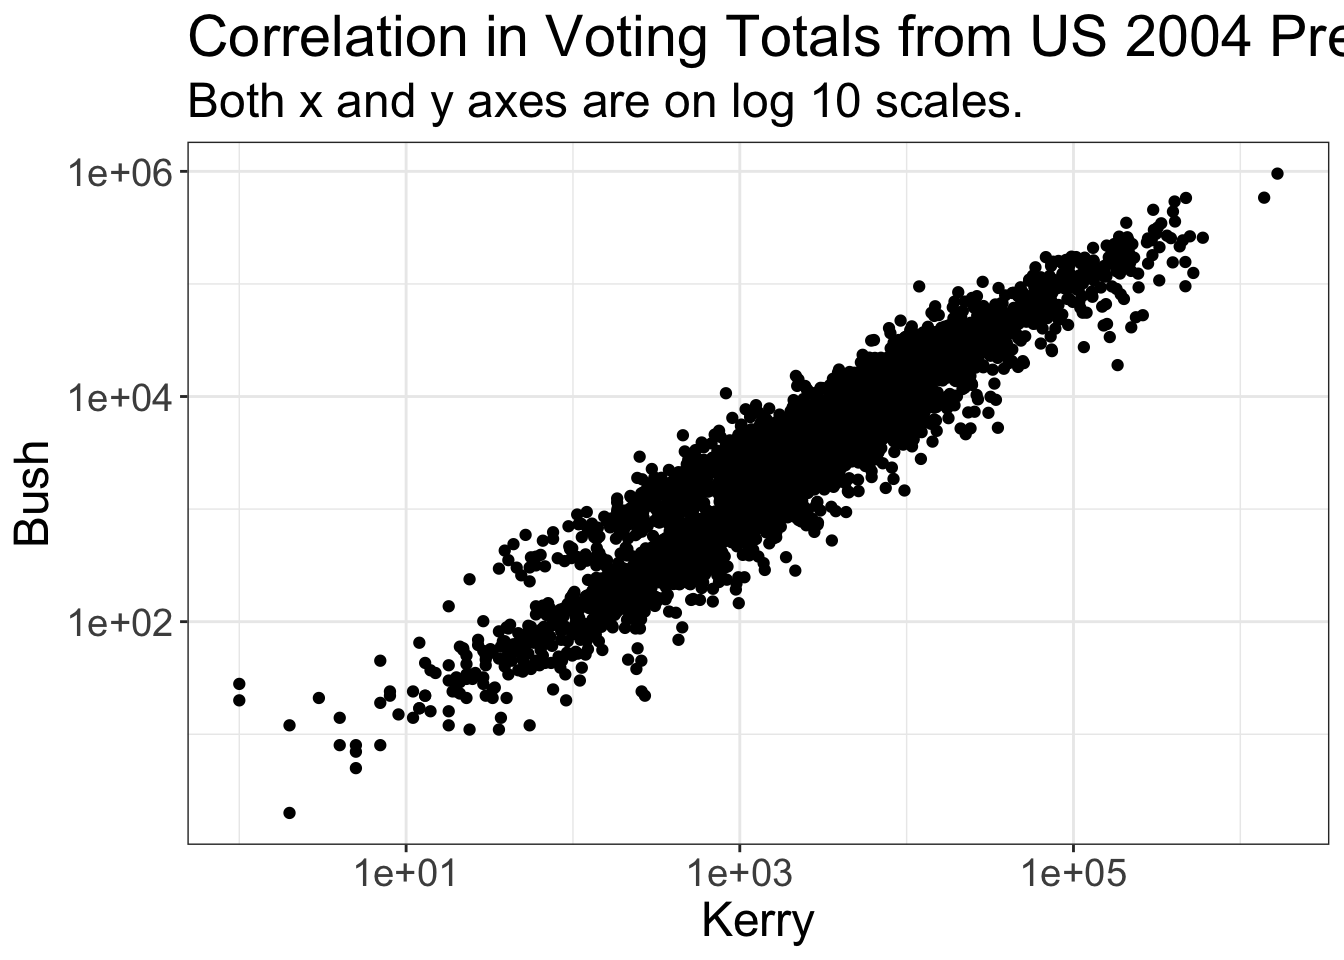 Correlation in Voting Totals from US 2004 Pre
Both x and y axes are on log 10 scales.
1e+06
1e+04
1e+02
Bush
1e+01 1e+03 1e+05
Kerry